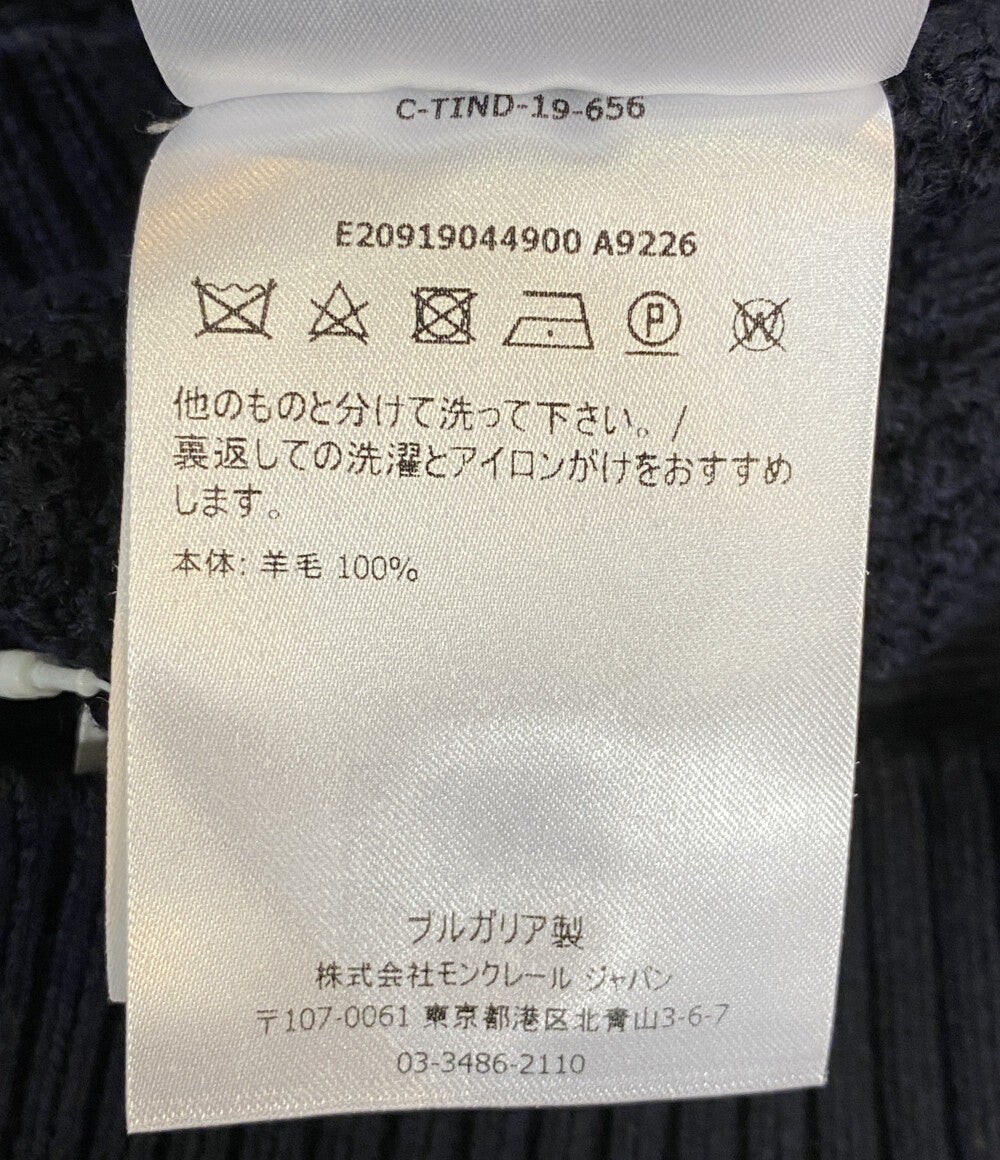 C-TIND-19-656
E20919044900 A9226
P W
他のものと分けて洗って下さい。/
裏返しての洗濯とアイロンがけをおすすめ
します。
本体: 羊毛 100%
ブルガリア製
株式会社モンクレール ジャパン
〒107-0061 東京都港区北青山3-6-7
03-3486-2110